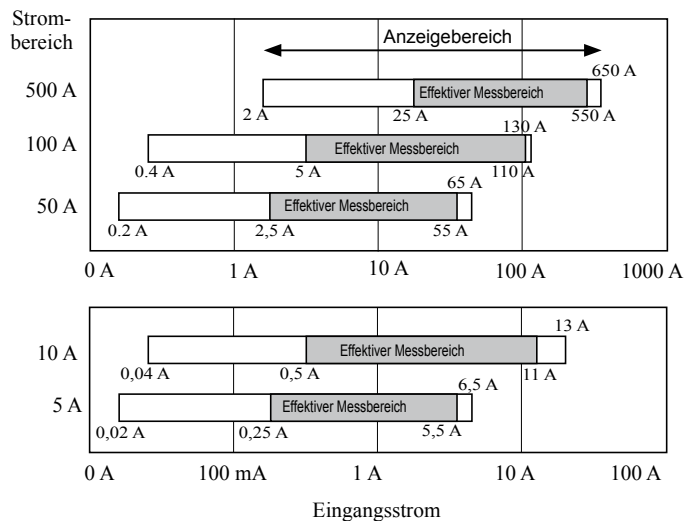 Strom-
bereich
Anzeigebereich
650 A
500 A
Effektiver Messbereich
2 A
25 A
550 A
130 A
100 A
Effektiver Messbereich
0.4 A
5 A
110 A
65 A
50 A
Effektiver Messbereich
0.2 A
2,5 A
55 A
0 A
1 A
10 A
100 A
1000 A
13 A
10 A
Effektiver Messbereich
0,04 A
0,5 A
11 A
6,5 A
5 A
Effektiver Messbereich
0,02 A
0,25 A
5,5 A
0 A
100 mA
1 A
10 A
100 A
Eingangsstrom